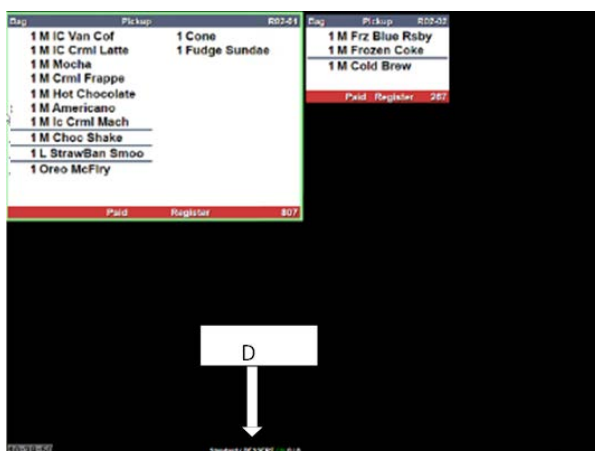 Bag Pickup R02-01
1 M IC Van Cof
1 M IC Crml Latte
1 M Mocha
1 M Crml Frappe
1 M Hot Chocolate
1 M Americano
1 M Ic Crml Mach
1 M Choc Shake
1 L StrawBan Smoo
1 Oreo McFlry
1 Cone
1 Fudge Sundae
Paid Register 807
Bag Pickup R02-02
1 M Frz Blue Rsby
1 M Frozen Coke
1 M Cold Brew
Paid Register 267
D